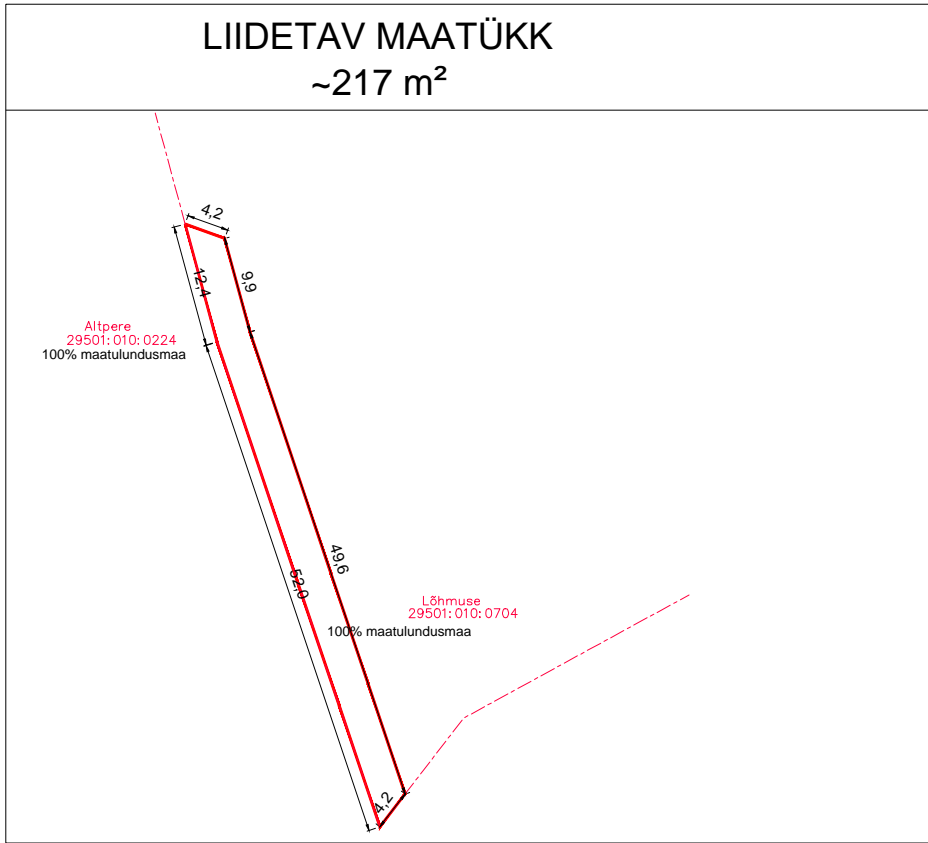 LIIDETAV MAATÜKK
~217 m²
4,2
12,4
9,9
Altpere
29501:010:0224
100% maatulundusmaa
49,6
52,0
Lõhmuse
29501:010:0704
100% maatulundusmaa
4,2